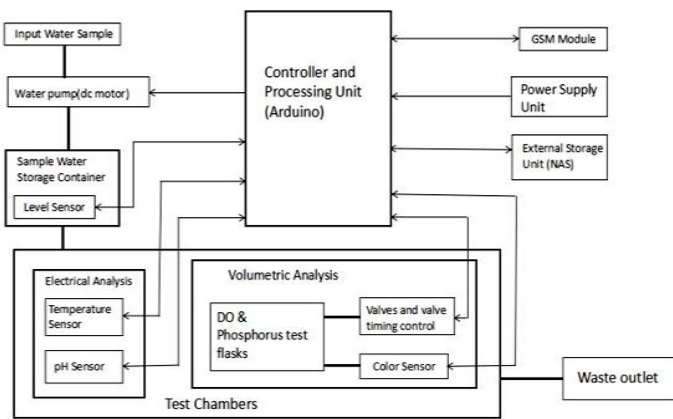 Input Water Sample
Water pump(dc motor)
Sample Water
Storage Container
Level Sensor
Controller and
Processing Unit
(Arduino)
GSM Module
Power Supply
Unit
External Storage
Unit (NAS)
Electrical Analysis
Temperature
Sensor
pH Sensor
Volumetric Analysis
DO &
Phosphorus test
flasks
Valves and valve
timing control
Color Sensor
Test Chambers
Waste outlet